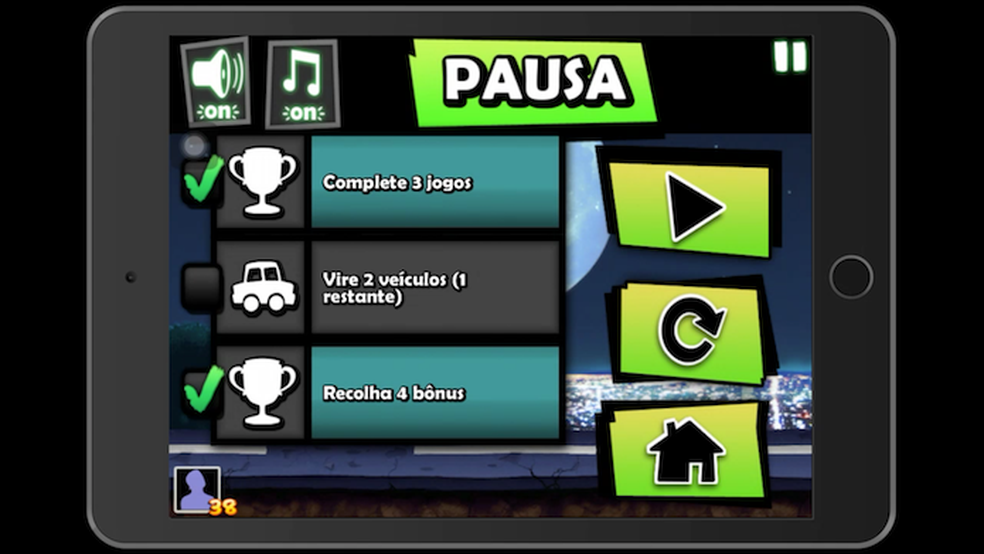 on
on
PAUSA
Complete 3 jogos
Vire 2 veículos (1
restante)
Recolha 4 bônus
38